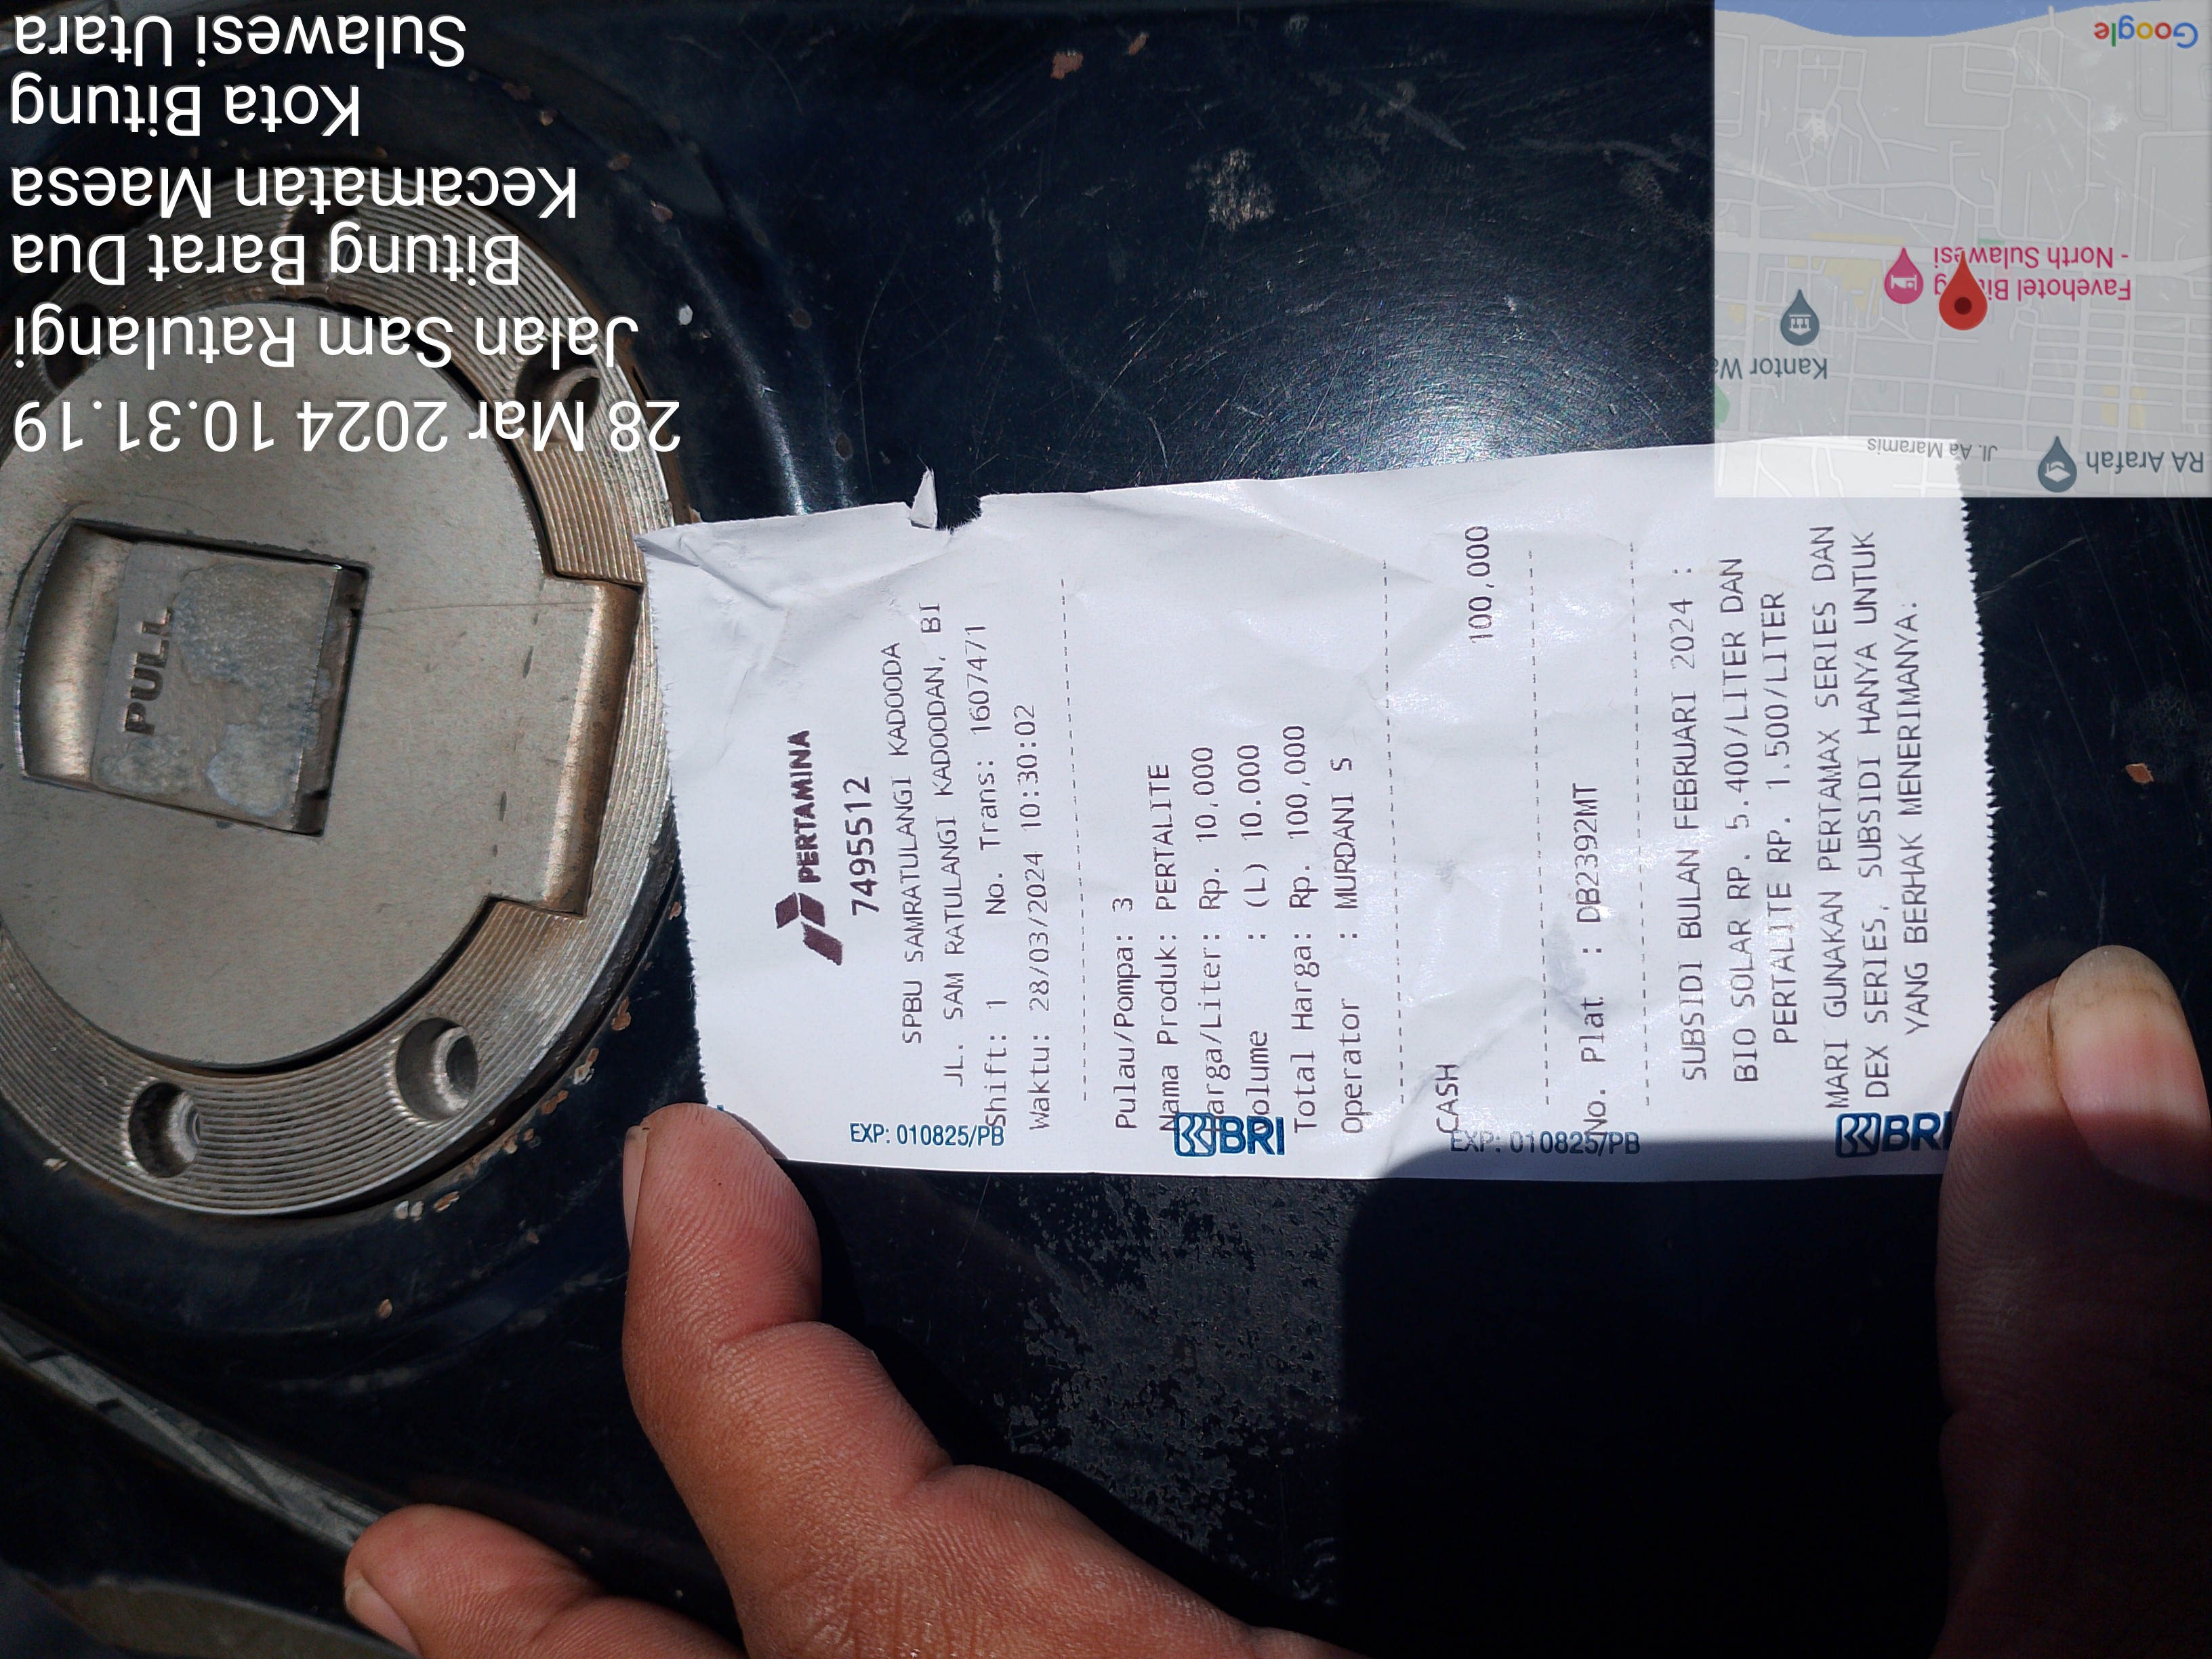 28 Mar 2024 10.31.19
Jalan Sam Ratulangi
Bitung Barat Dua
Kecamatan Maesa
Kota Bitung
Sulawesi Utara
PULL
PERTAMINA
7495512
SPBU SAMRATULANGI KADOODA
JL. SAM RATULANGI KADOODAN, BI
Shift: 1 No. Trans: 1607471
Waktu: 28/03/2024 10:30:02
Pulau/Pompa: 3
Nama Produk: PERTALITE
Harga/Liter: Rp. 10,000
Volume : (L) 10.000
Total Harga: Rp. 100,000
Operator : MURDANI S
CASH 100,000
No. Plat : DB2392MT
SUBSIDI BULAN FEBRUARI 2024 :
BIO SOLAR RP. 5.400/LITER DAN
PERTALITE RP. 1.500/LITER
MARI GUNAKAN PERTAMAX SERIES DAN
DEX SERIES, SUBSIDI HANYA UNTUK
YANG BERHAK MENERIMANYA.
EXP: 010825/PB
BRI
EXP: 010825/PB
BRI
RA Arafah
Jl. Aa Maramis
Kantor Wa
Favehotel Bitung
- North Sulawesi
Google